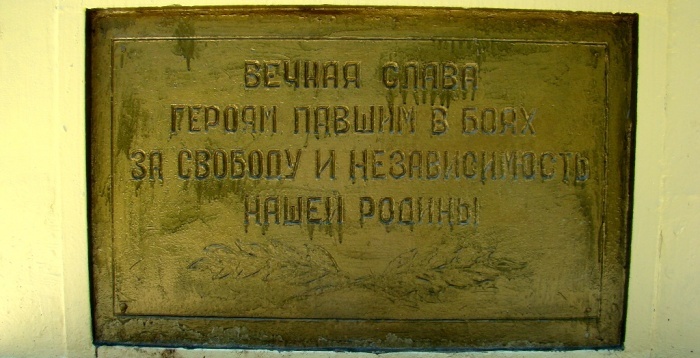 ВЕЧНАЯ СЛАВА
ГЕРОЯМ ПАВШИМ В БОЯХ
ЗА СВОБОДУ И НЕЗАВИСИМОСТЬ
НАШЕЙ РОДИНЫ